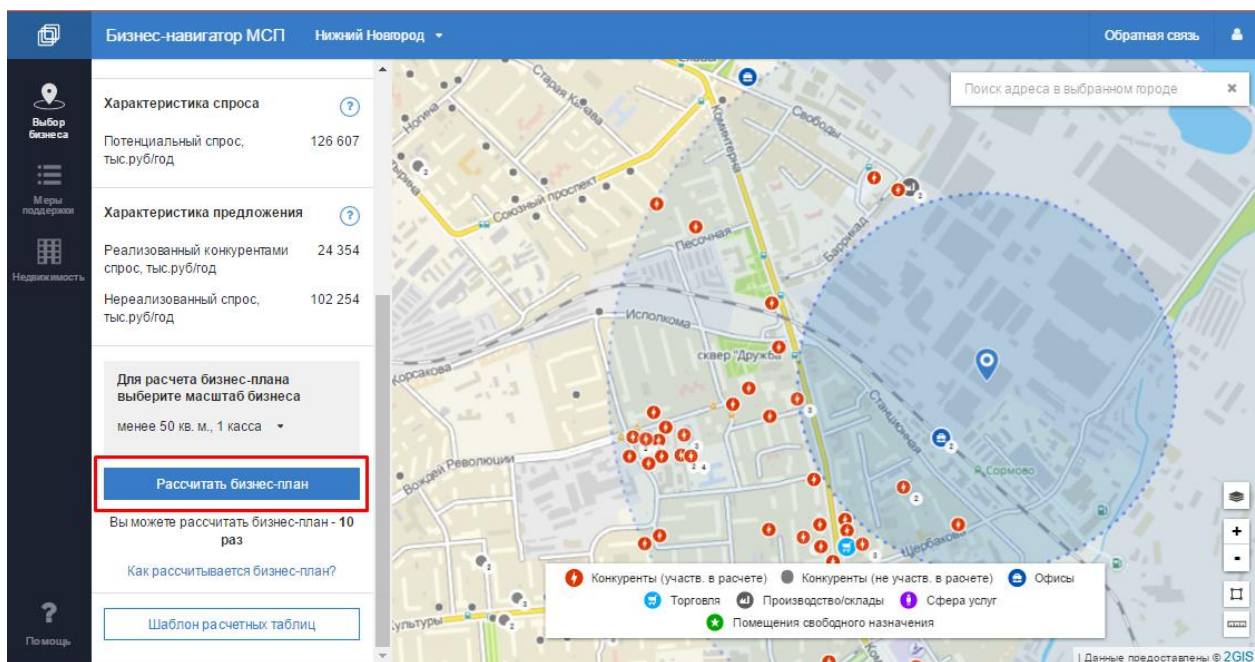 Бизнес-навигатор МСП
Нижний Новгород
Обратная связь
Выбор
бизнеса
Меры
поддержки
Недвижимость
?
Помощь
Характеристика спроса ?
Потенциальный спрос, 126 607
тыс.руб/год
Характеристика предложения ?
Реализованный конкурентами 24 354
спрос, тыс.руб/год
Нереализованный спрос, 102 254
тыс.руб/год
Для расчета бизнес-плана
выберите масштаб бизнеса
менее 50 кв. м., 1 касса
Рассчитать бизнес-план
Вы можете рассчитать бизнес-план - 10
раз
Как рассчитывается бизнес-план?
Шаблон расчетных таблиц
Поиск адреса в выбранном городе ×
Коминтерна
Свободы
Союзный проспект
Песочная
Баррикад
Исполкома
сквер "Дружба"
Корсакова
Станционная
Вождей Революции
Сормово
Щербакова
Культуры
+
-
Конкуренты (участв. в расчете)
Конкуренты (не участв. в расчете)
Офисы
Торговля
Производство/склады
Сфера услуг
Помещения свободного назначения
| Данные предоставлены © 2GIS